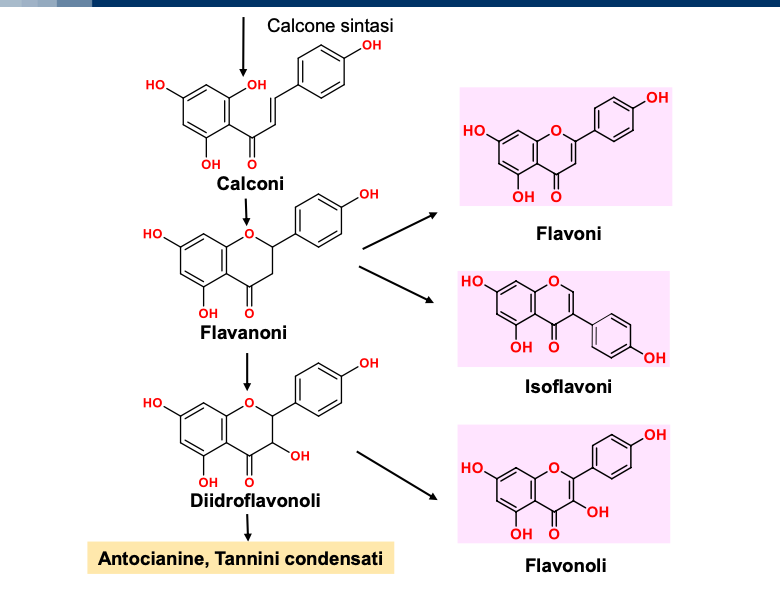 Calcone sintasi
OH
HO
OH
OH
O
Calconi
OH
HO
O
OH
O
Flavanoni
OH
HO
O
OH
OH
O
Diidroflavonoli
Antocianine, Tannini condensati
OH
HO
O
OH
O
Flavoni
HO
O
OH
O
OH
Isoflavoni
OH
HO
O
OH
OH
O
Flavonoli